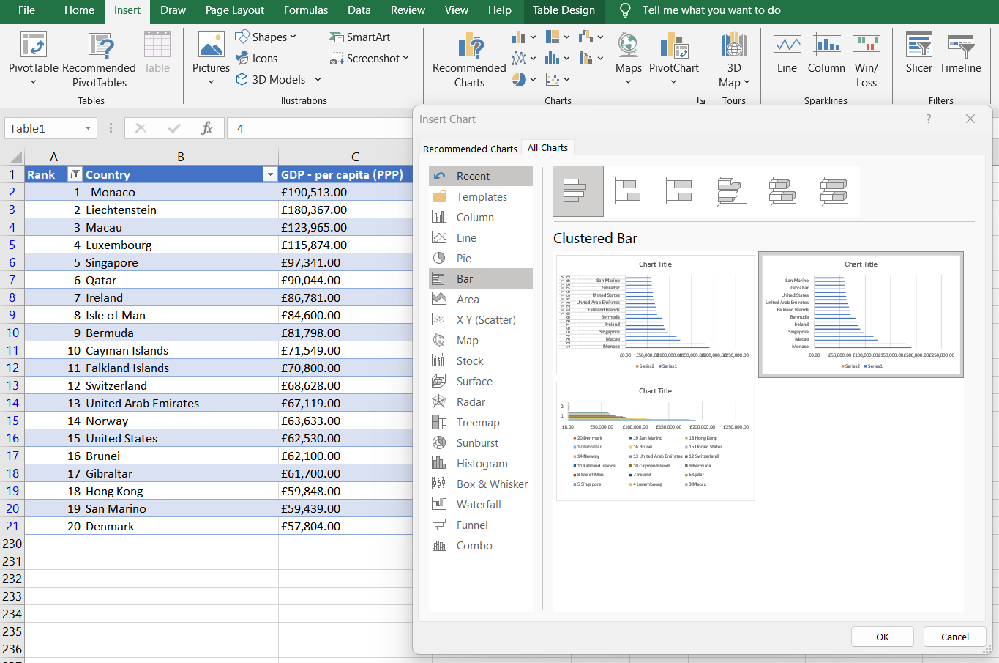 File Home Insert Draw Page Layout Formulas Data Review View Help Table Design Tell me what you want to do
PivotTable
Recommended
PivotTables
Table
Tables
Pictures
Shapes
Icons
3D Models
SmartArt
Screenshot
Illustrations
Recommended
Charts
Maps
PivotChart
Charts
3D
Map
Tours
Line
Column
Win/
Loss
Sparklines
Slicer
Timeline
Filters
Table1
fx
4
A B C
1 Rank Country GDP - per capita (PPP)
2 1 Monaco £190,513.00
3 2 Liechtenstein £180,367.00
4 3 Macau £123,965.00
5 4 Luxembourg £115,874.00
6 5 Singapore £97,341.00
7 6 Qatar £90,044.00
8 7 Ireland £86,781.00
9 8 Isle of Man £84,600.00
10 9 Bermuda £81,798.00
11 10 Cayman Islands £71,549.00
12 11 Falkland Islands £70,800.00
13 12 Switzerland £68,628.00
14 13 United Arab Emirates £67,119.00
15 14 Norway £63,633.00
16 15 United States £62,530.00
17 16 Brunei £62,100.00
18 17 Gibraltar £61,700.00
19 18 Hong Kong £59,848.00
20 19 San Marino £59,439.00
21 20 Denmark £57,804.00
230
231
232
233
234
235
236
Insert Chart ?
Recommended Charts All Charts
Recent
Templates
Column
Line
Pie
Bar
Area
X Y (Scatter)
Map
Stock
Surface
Radar
Treemap
Sunburst
Histogram
Box & Whisker
Waterfall
Funnel
Combo
Clustered Bar
Chart Title
San Marino
Gibraltar
United States
United Arab Emirates
Falkland Islands
Bermuda
Ireland
Singapore
Macau
Monaco
£0.00 £50,000.00 £100,000.00 £150,000.00 £200,000.00 £250,000.00
Series2 Series1
Chart Title
San Marino
Gibraltar
United States
United Arab Emirates
Falkland Islands
Bermuda
Ireland
Singapore
Macau
Monaco
£0.00 £50,000.00 £100,000.00 £150,000.00 £200,000.00 £250,000.00
Series2 Series1
Chart Title
2
1
£0.00 £50,000.00 £100,000.00 £150,000.00 £200,000.00 £250,000.00
20 Denmark 19 San Marino 18 Hong Kong
17 Gibraltar 16 Brunei 15 United States
14 Norway 13 United Arab Emirates 12 Switzerland
11 Falkland Islands 10 Cayman Islands 9 Bermuda
8 Isle of Man 7 Ireland 6 Qatar
5 Singapore 4 Luxembourg 3 Macau
OK Cancel